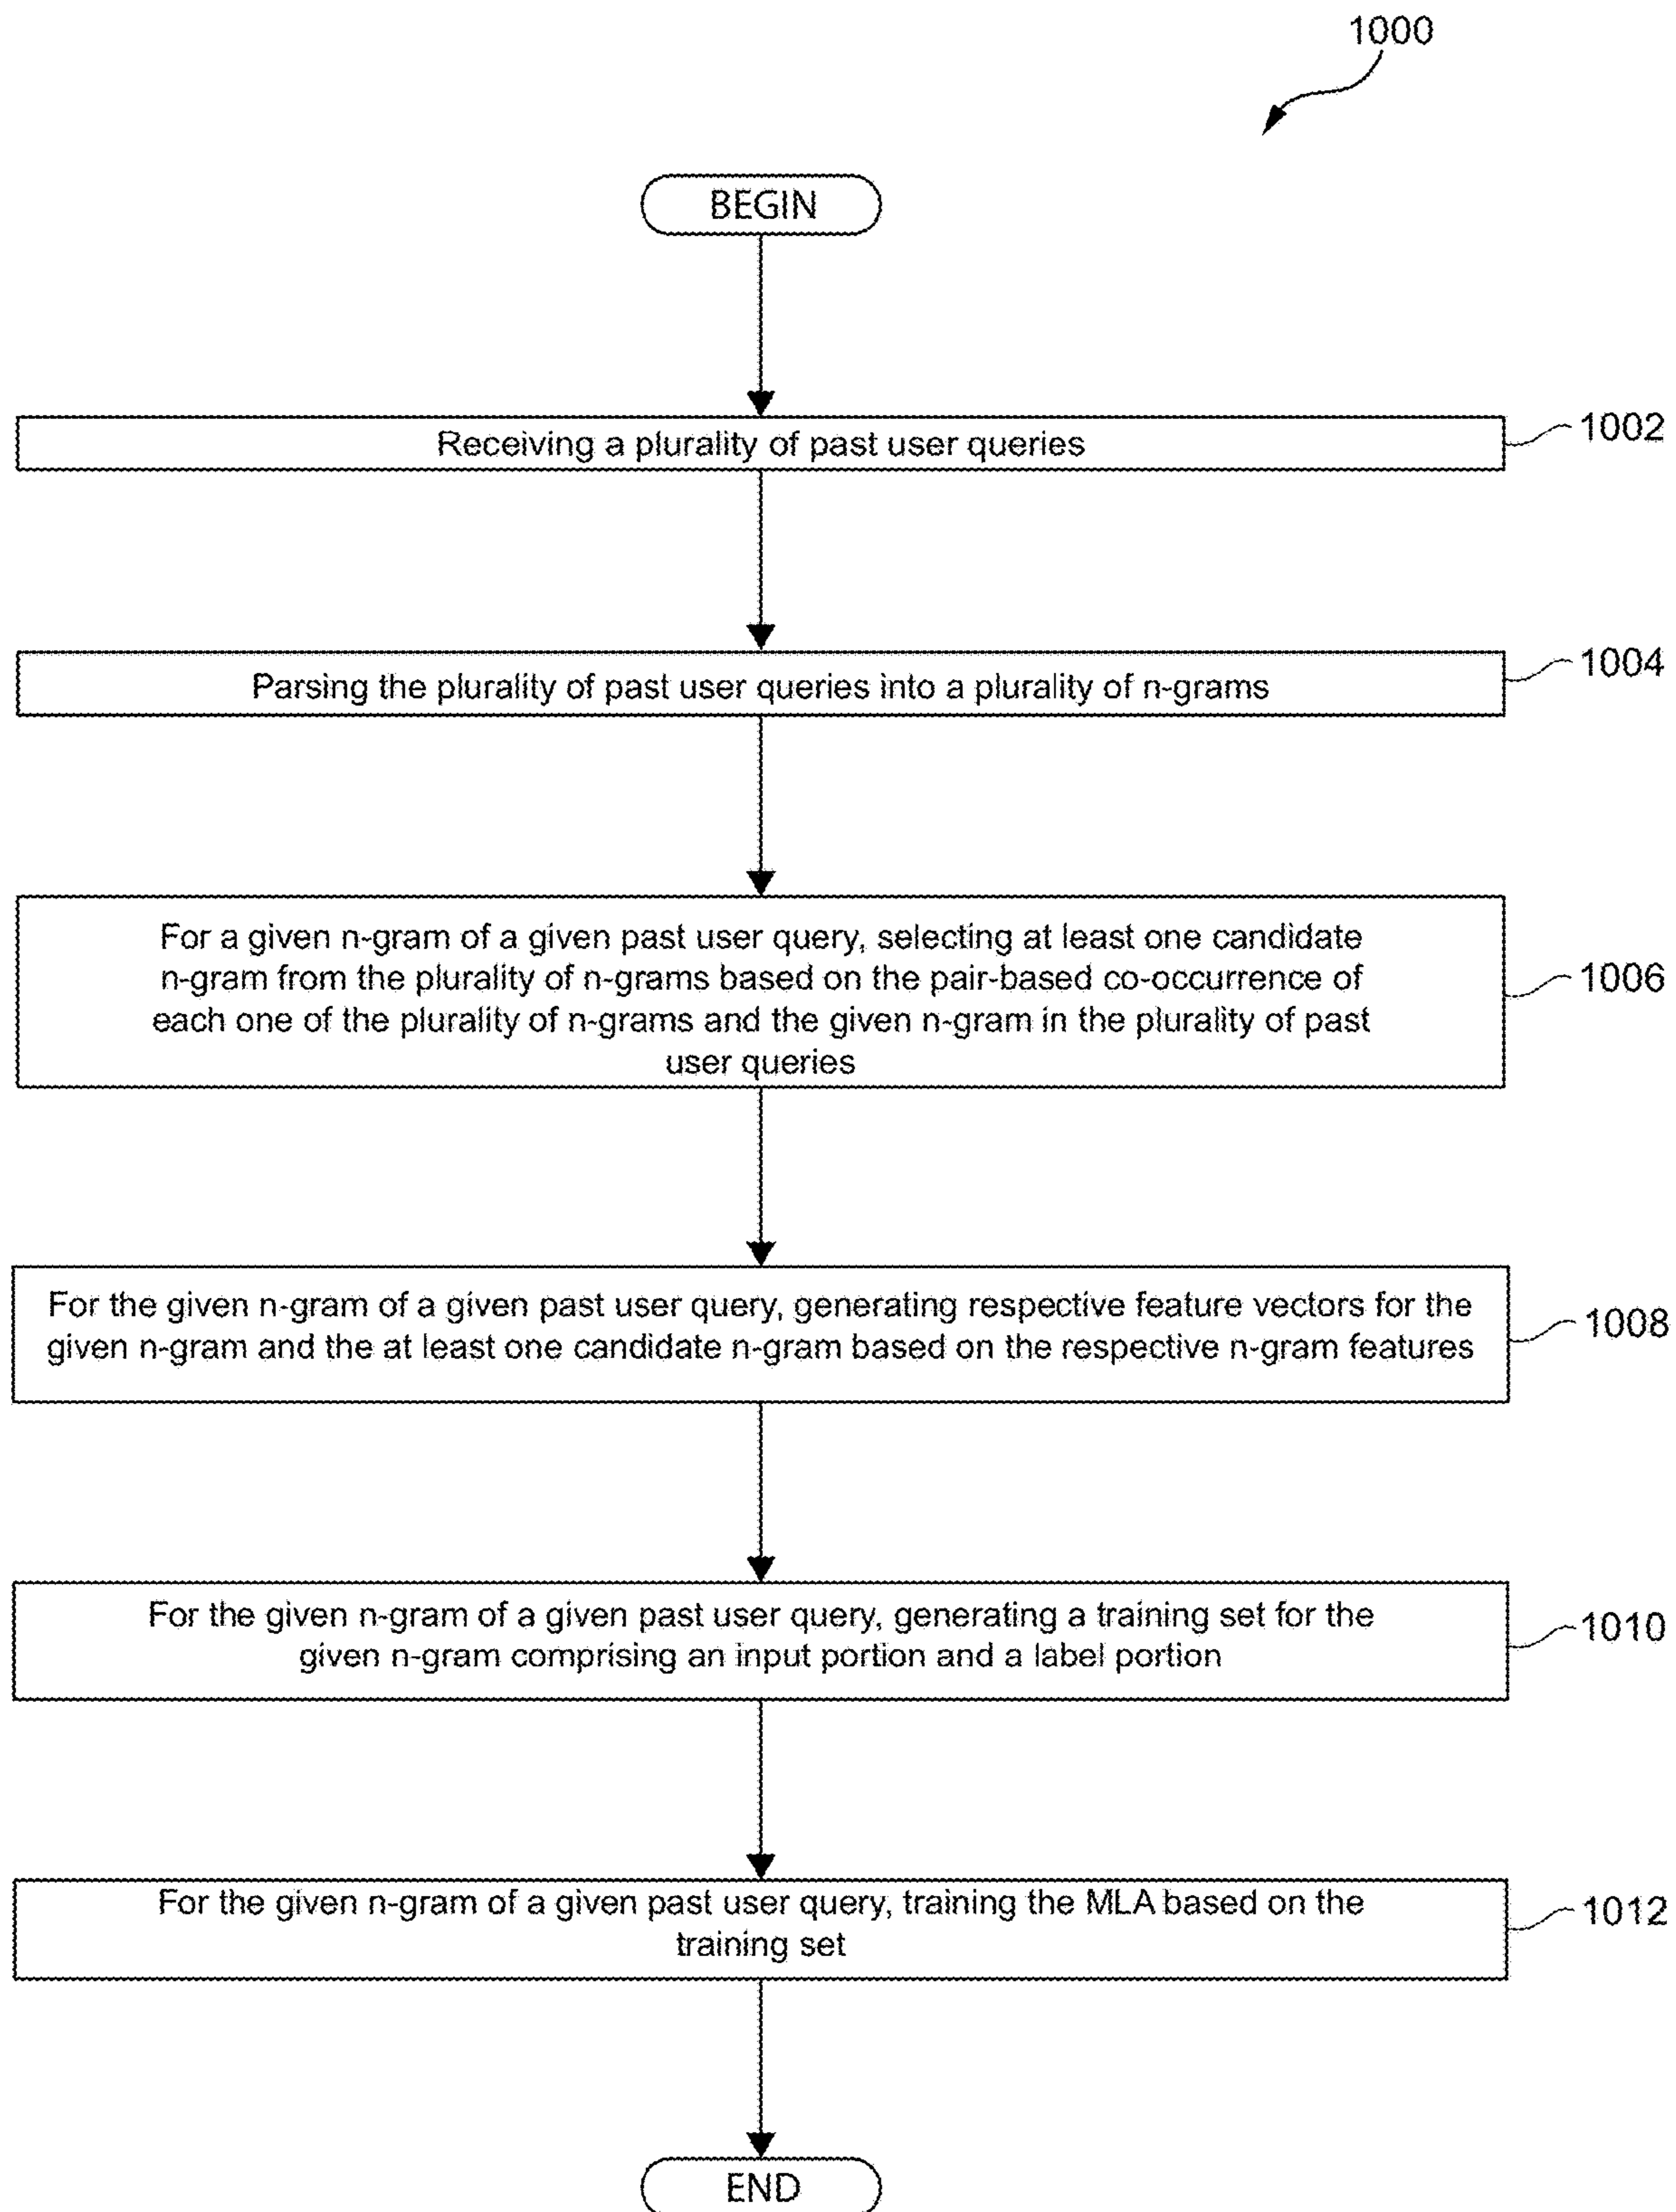 1000
BEGIN
Receiving a plurality of past user queries
1002
Parsing the plurality of past user queries into a plurality of n-grams
1004
For a given n-gram of a given past user query, selecting at least one candidate
n-gram from the plurality of n-grams based on the pair-based co-occurrence of
each one of the plurality of n-grams and the given n-gram in the plurality of past
user queries
1006
For the given n-gram of a given past user query, generating respective feature vectors for the
given n-gram and the at least one candidate n-gram based on the respective n-gram features
1008
For the given n-gram of a given past user query, generating a training set for the
given n-gram comprising an input portion and a label portion
1010
For the given n-gram of a given past user query, training the MLA based on the
training set
1012
END